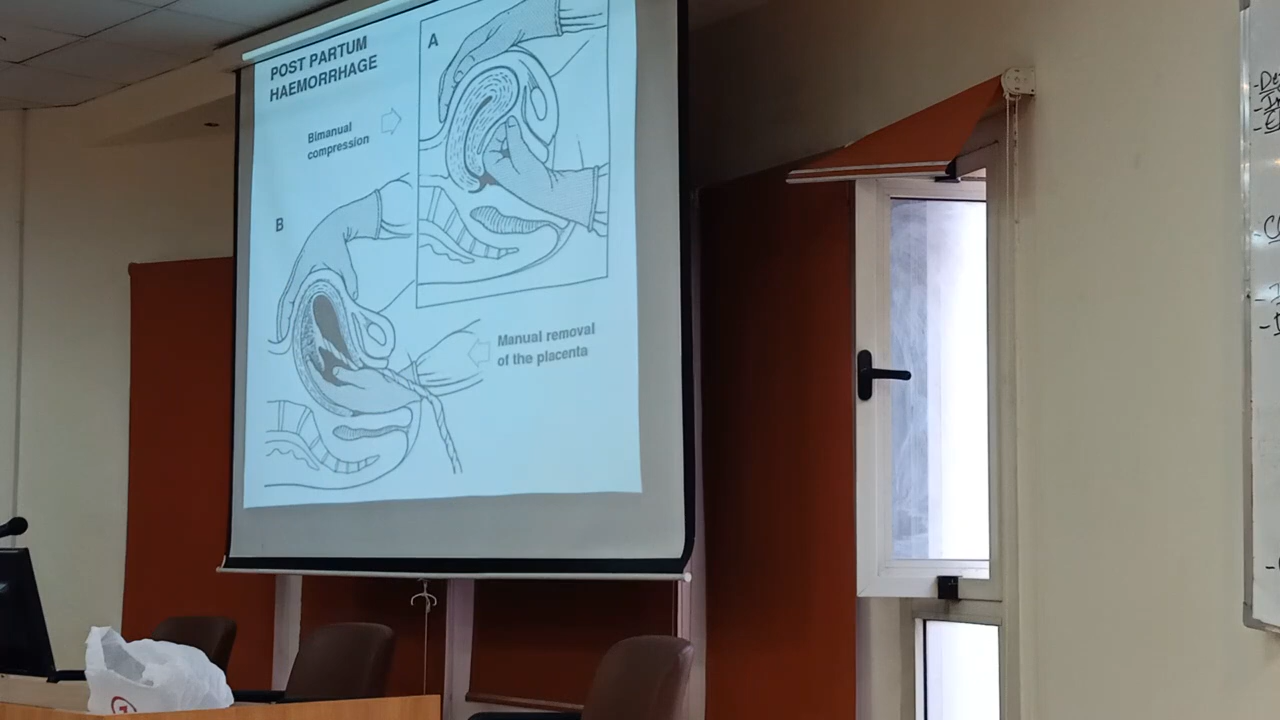 POST PARTUM
HAEMORRHAGE
A
Bimanual
compression
B
Manual removal
of the placenta